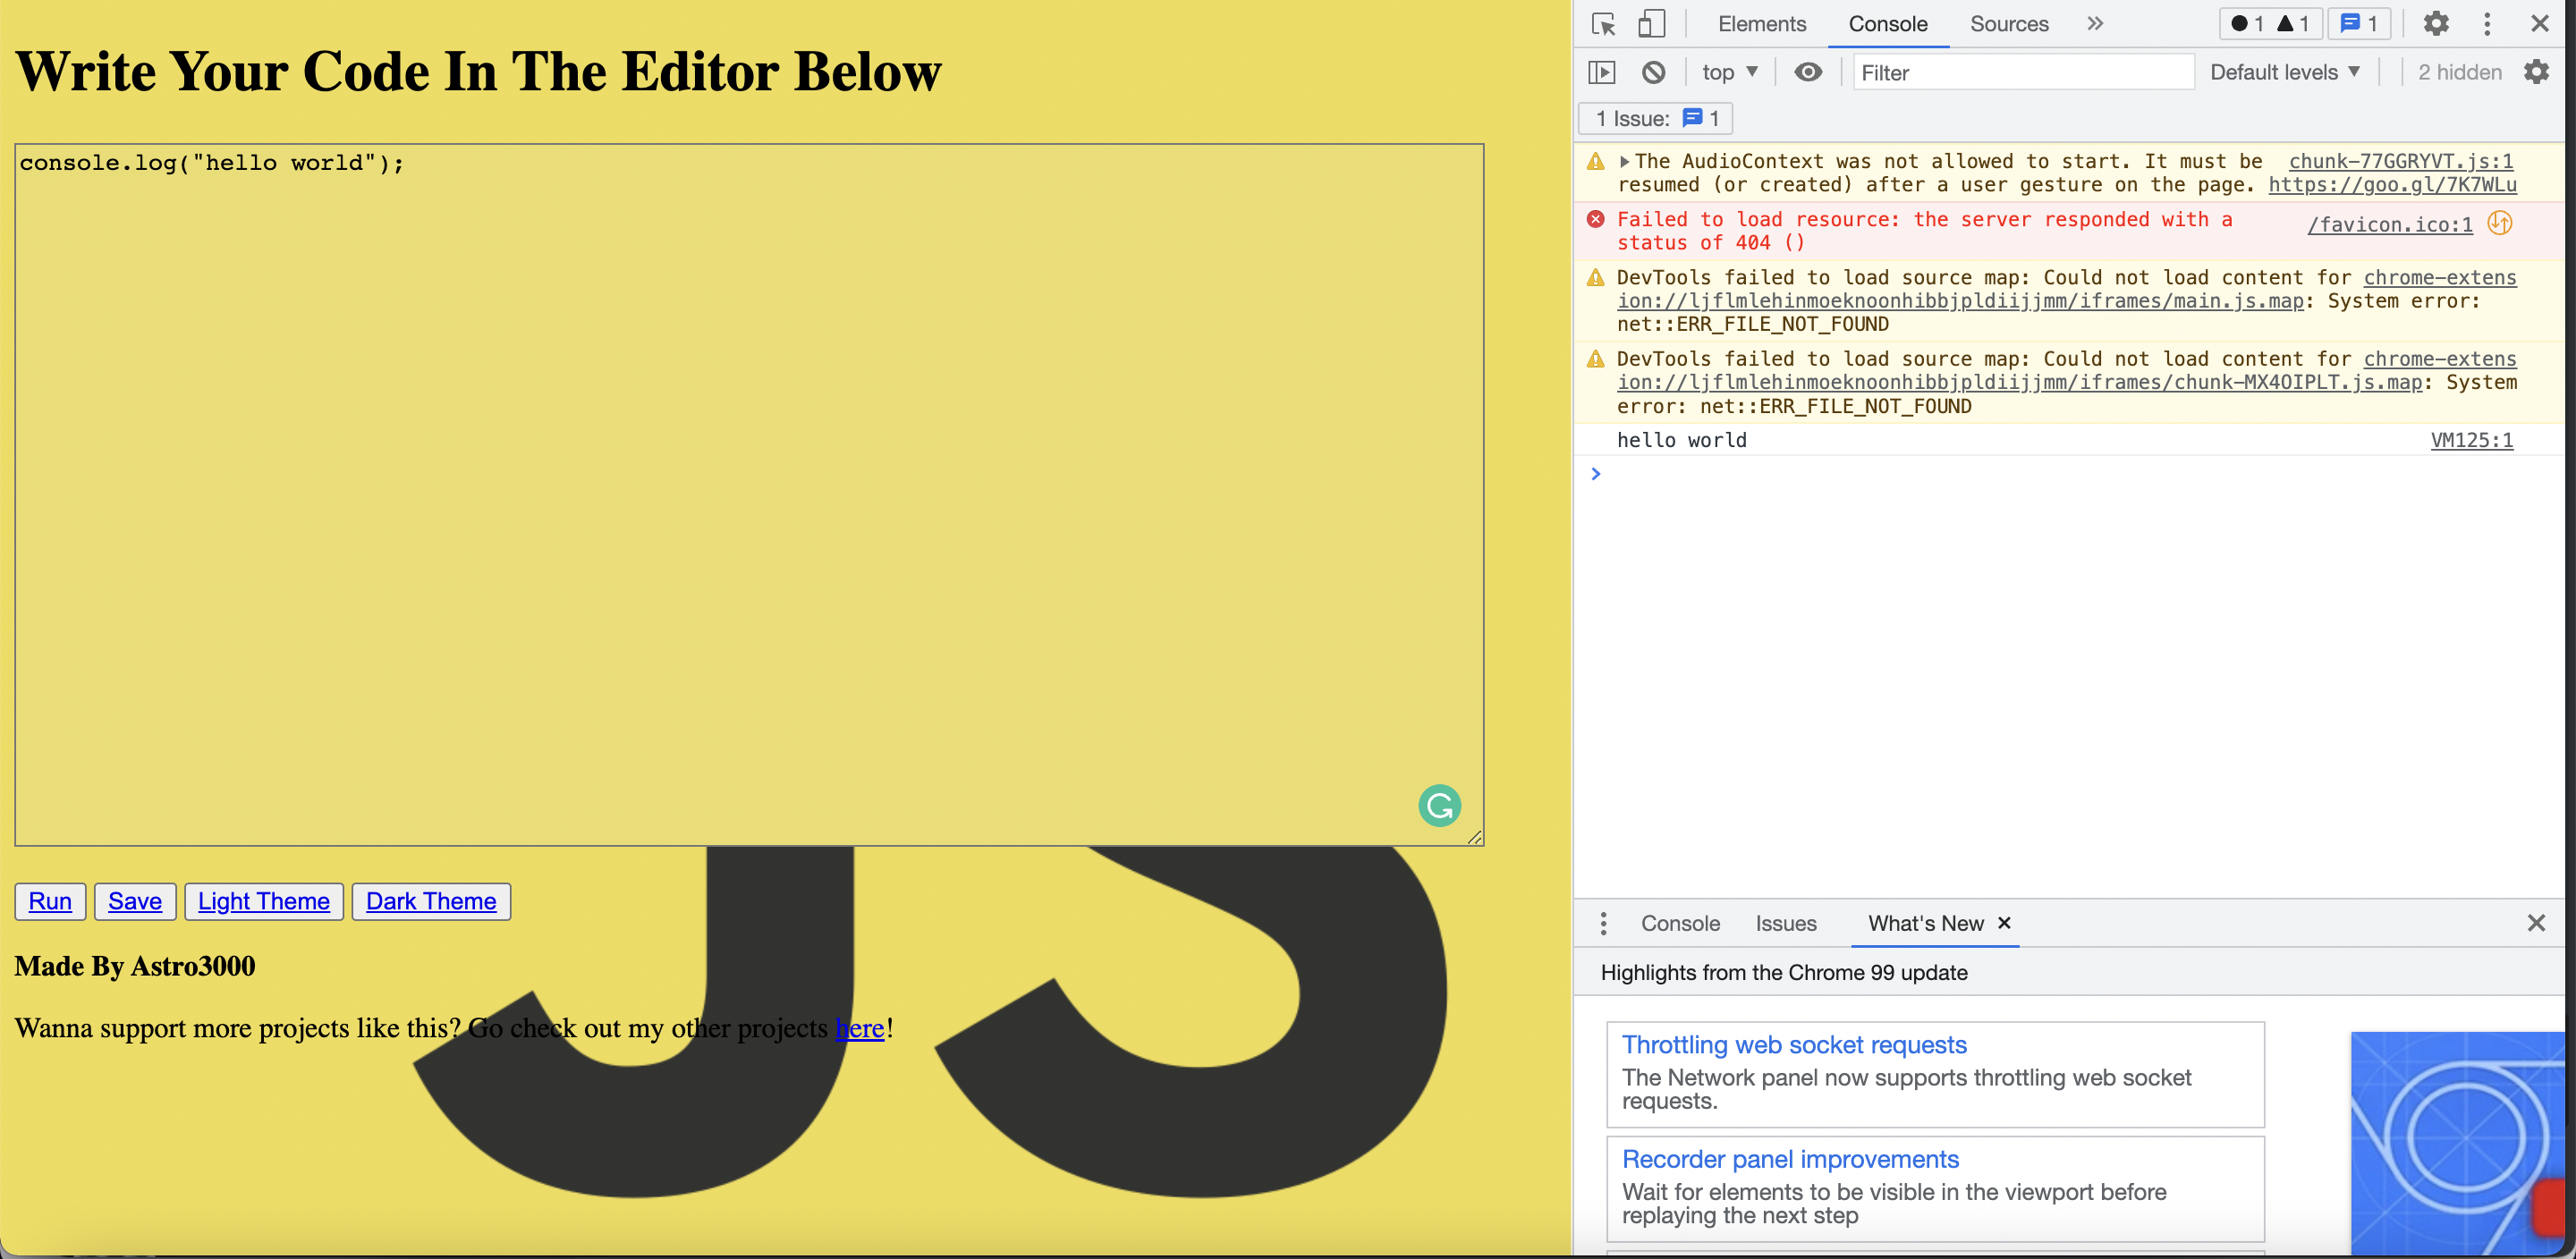 Write Your Code In The Editor Below
console.log("hello world");
Run Save Light Theme Dark Theme
Made By Astro3000
Wanna support more projects like this? Go check out my other projects here!
JS
Elements Console Sources 1 1 1
top Filter Default levels 2 hidden
1 Issue: 1
The AudioContext was not allowed to start. It must be chunk-77GGRYVT.js:1
resumed (or created) after a user gesture on the page. https://goo.gl/7K7WLu
Failed to load resource: the server responded with a /favicon.ico:1
status of 404 ()
DevTools failed to load source map: Could not load content for chrome-extens
ion://ljflmlehinmoeknoonhibbjpldiijjmm/iframes/main.js.map: System error:
net::ERR_FILE_NOT_FOUND
DevTools failed to load source map: Could not load content for chrome-extens
ion://ljflmlehinmoeknoonhibbjpldiijjmm/iframes/chunk-MX4OIPLT.js.map: System
error: net::ERR_FILE_NOT_FOUND
hello world VM125:1
Console Issues What's New
Highlights from the Chrome 99 update
Throttling web socket requests
The Network panel now supports throttling web socket
requests.
Recorder panel improvements
Wait for elements to be visible in the viewport before
replaying the next step